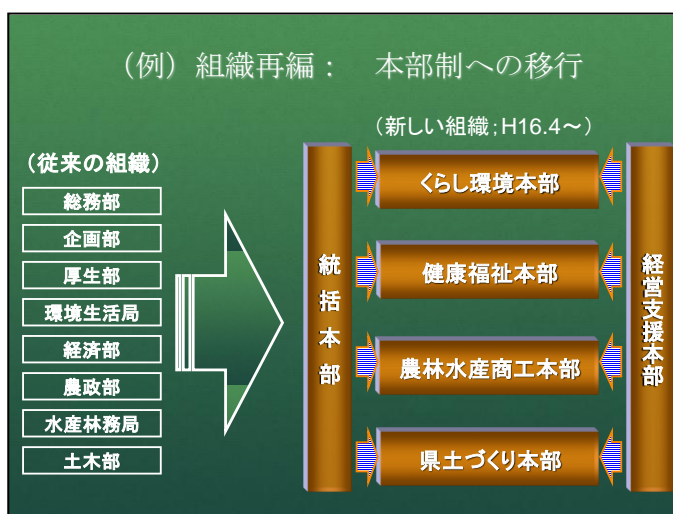 （例）組織再編： 本部制への移行
（新しい組織；H16.4～）
（従来の組織）
総務部
企画部
厚生部
環境生活局
経済部
農政部
水産林務局
土木部
統括本部
くらし環境本部
健康福祉本部
農林水産商工本部
県土づくり本部
経営支援本部